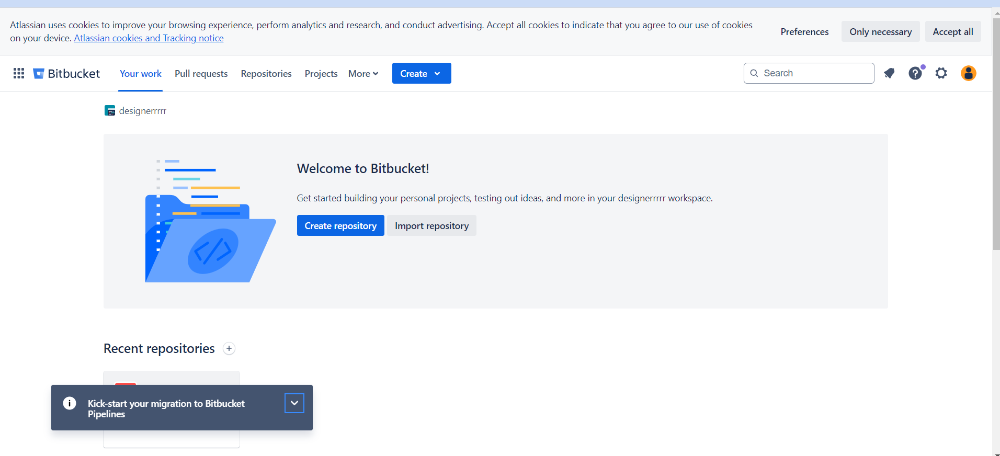 Atlassian uses cookies to improve your browsing experience, perform analytics and research, and conduct advertising. Accept all cookies to indicate that you agree to our use of cookies
on your device. Atlassian cookies and Tracking notice
Preferences
Only necessary
Accept all
Bitbucket
Your work
Pull requests
Repositories
Projects
More
Create
Search
designerrrrr
Welcome to Bitbucket!
Get started building your personal projects, testing out ideas, and more in your designerrrrr workspace.
Create repository
Import repository
Recent repositories
Kick-start your migration to Bitbucket
Pipelines